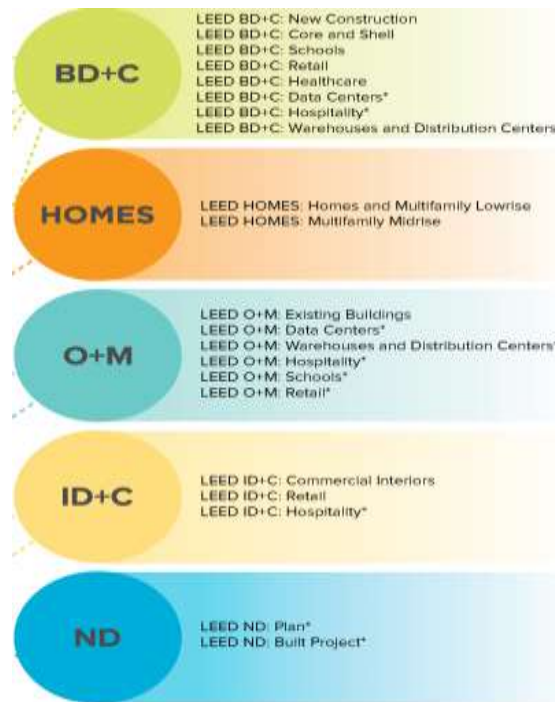 BD+C
LEED BD+C: New Construction
LEED BD+C: Core and Shell
LEED BD+C: Schools
LEED BD+C: Retail
LEED BD+C: Healthcare
LEED BD+C: Data Centers*
LEED BD+C: Hospitality*
LEED BD+C: Warehouses and Distribution Centers
HOMES
LEED HOMES: Homes and Multifamily Lowrise
LEED HOMES: Multifamily Midrise
O+M
LEED O+M: Existing Buildings
LEED O+M: Data Centers*
LEED O+M: Warehouses and Distribution Centers*
LEED O+M: Hospitality*
LEED O+M: Schools*
LEED O+M: Retail*
ID+C
LEED ID+C: Commercial Interiors
LEED ID+C: Retail
LEED ID+C: Hospitality*
ND
LEED ND: Plan*
LEED ND: Built Project*